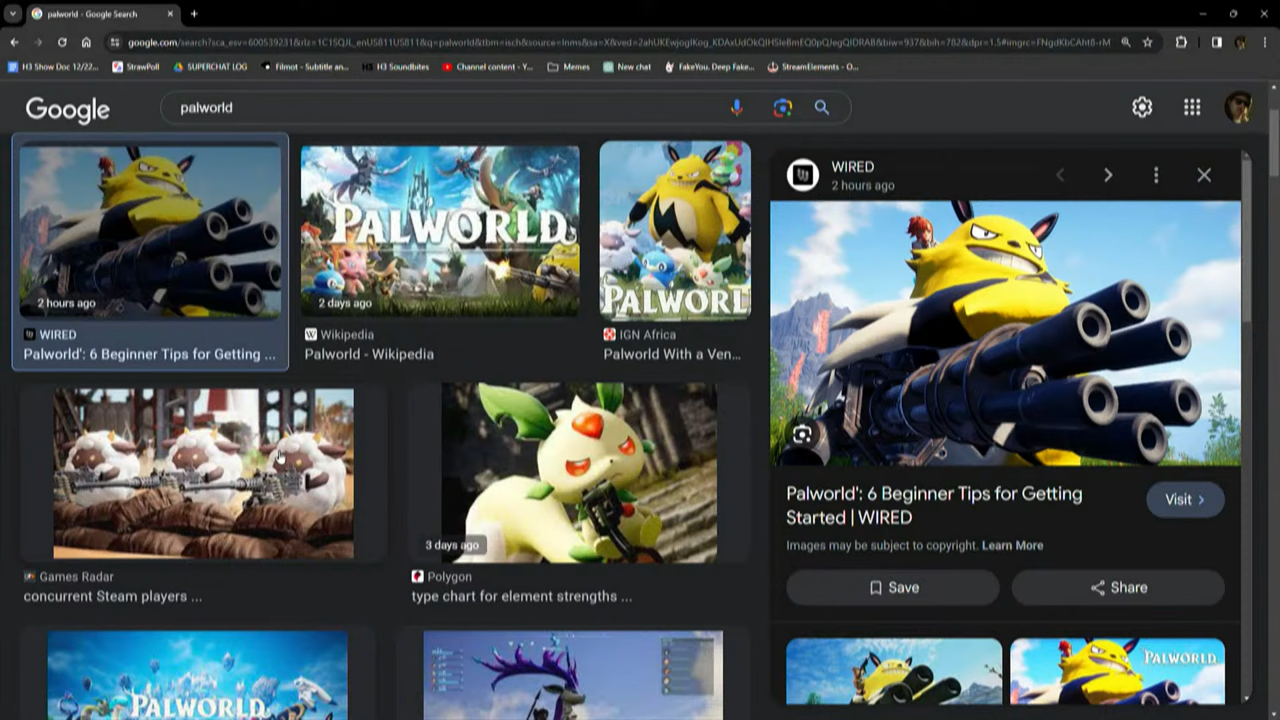 palworld - Google Search
H3 Show Doc 12/22...
StrawPoll
SUPERCHAT LOG
Filmot - Subtitle an...
H3 Soundbites
Channel content - Y...
Memes
New chat
FakeYou. Deep Fake...
StreamElements - O...
Google
palworld
WIRED
2 hours ago
PALWORLD
PALWORL
2 hours ago
2 days ago
WIRED
Wikipedia
IGN Africa
Palworld': 6 Beginner Tips for Getting ...
Palworld - Wikipedia
Palworld With a Ven...
Palworld': 6 Beginner Tips for Getting
Started | WIRED
Visit
Images may be subject to copyright. Learn More
3 days ago
Games Radar
Polygon
concurrent Steam players ...
type chart for element strengths ...
Save
Share
PALWORLD
PALWORLD